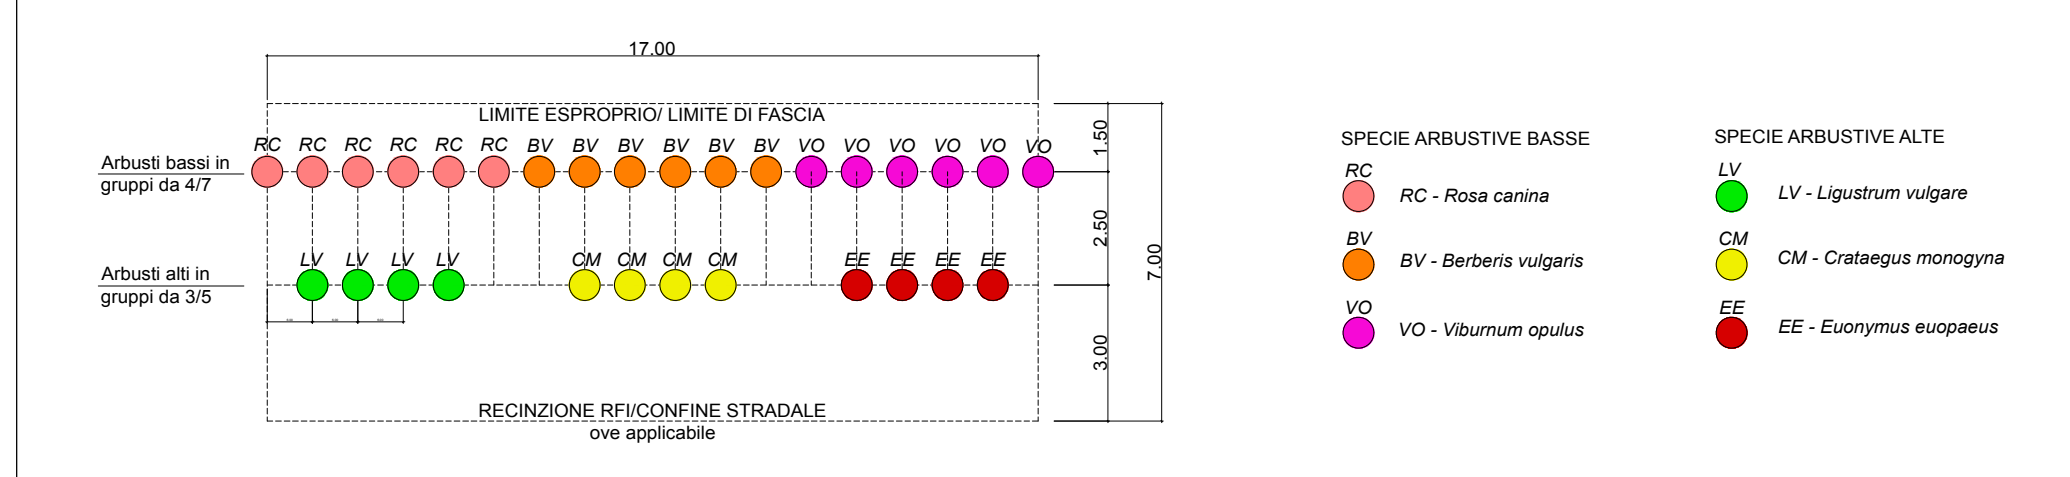 17.00
LIMITE ESPROPRIO/ LIMITE DI FASCIA
RC RC RC RC RC RC BV BV BV BV BV BV VO VO VO VO VO VO
Arbusti bassi in
gruppi da 4/7
1.50
2.50
7.00
3.00
LV LV LV LV CM CM CM CM EE EE EE EE
Arbusti alti in
gruppi da 3/5
RECINZIONE RFI/CONFINE STRADALE
ove applicabile
SPECIE ARBUSTIVE BASSE
RC
RC - Rosa canina
BV
BV - Berberis vulgaris
VO
VO - Viburnum opulus
SPECIE ARBUSTIVE ALTE
LV
LV - Ligustrum vulgare
CM
CM - Crataegus monogyna
EE
EE - Euonymus euopaeus